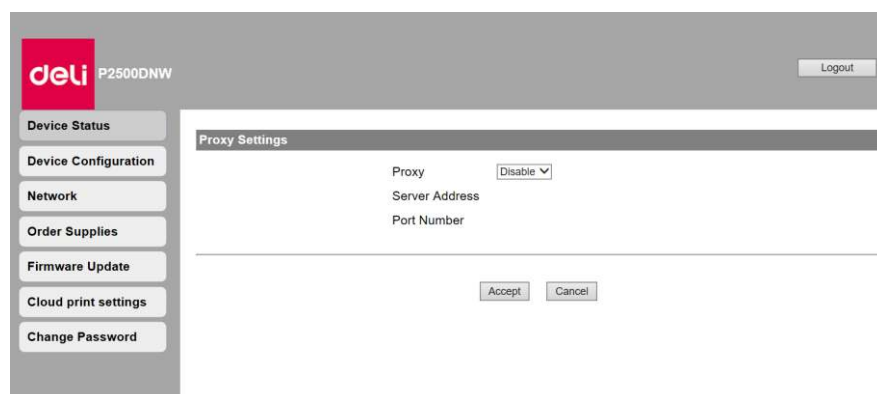 deli P2500DNW
Logout
Device Status
Device Configuration
Network
Order Supplies
Firmware Update
Cloud print settings
Change Password
Proxy Settings
Proxy Disable
Server Address
Port Number
Accept Cancel